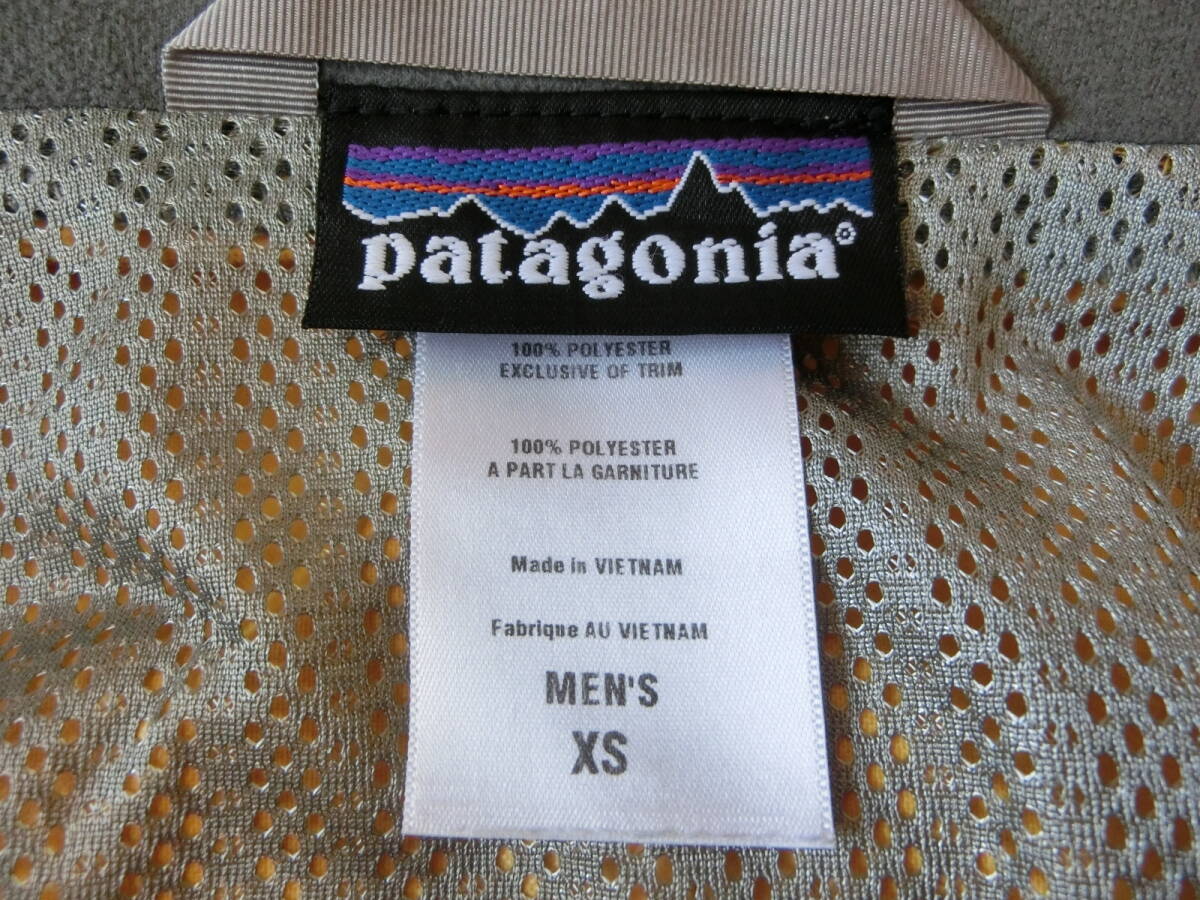 patagonia®
100% POLYESTER
EXCLUSIVE OF TRIM
100% POLYESTER
A PART LA GARNITURE
Made in VIETNAM
Fabrique AU VIETNAM
MEN'S
XS